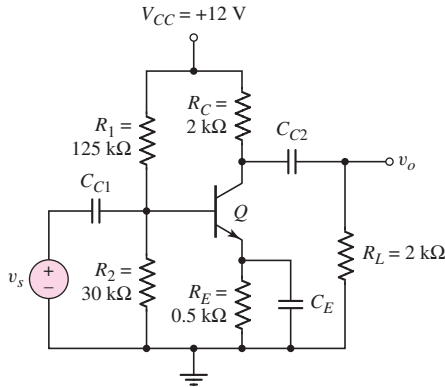 V_CC = +12 V
R_1 =
125 kΩ
R_C =
2 kΩ
C_C2
v_o
C_C1
Q
v_s
+
−
R_2 =
30 kΩ
R_E =
0.5 kΩ
C_E
R_L = 2 kΩ